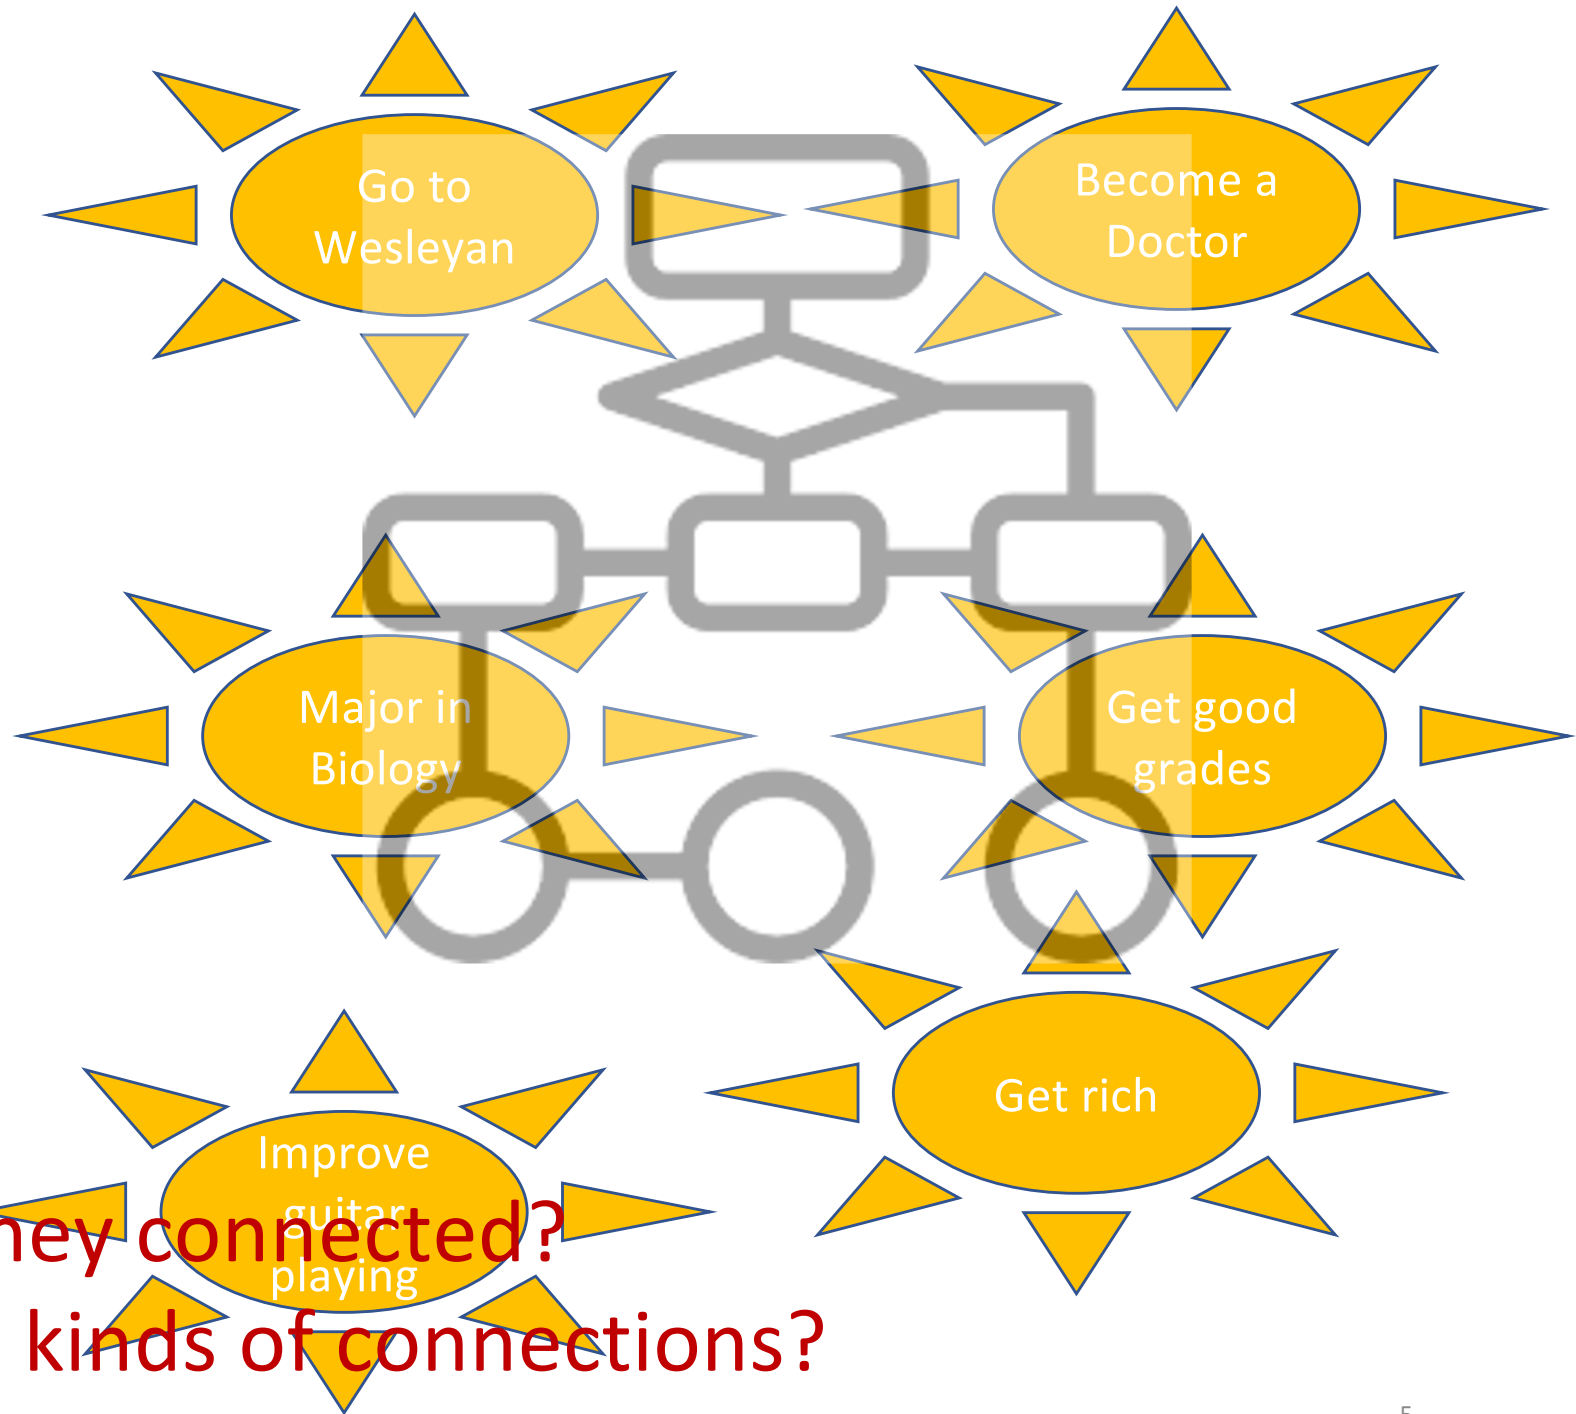 Go to
Wesleyan
Become a
Doctor
Major in
Biology
Get good
grades
Get rich
Improve
guitar
playing
connected?
kinds of connections?